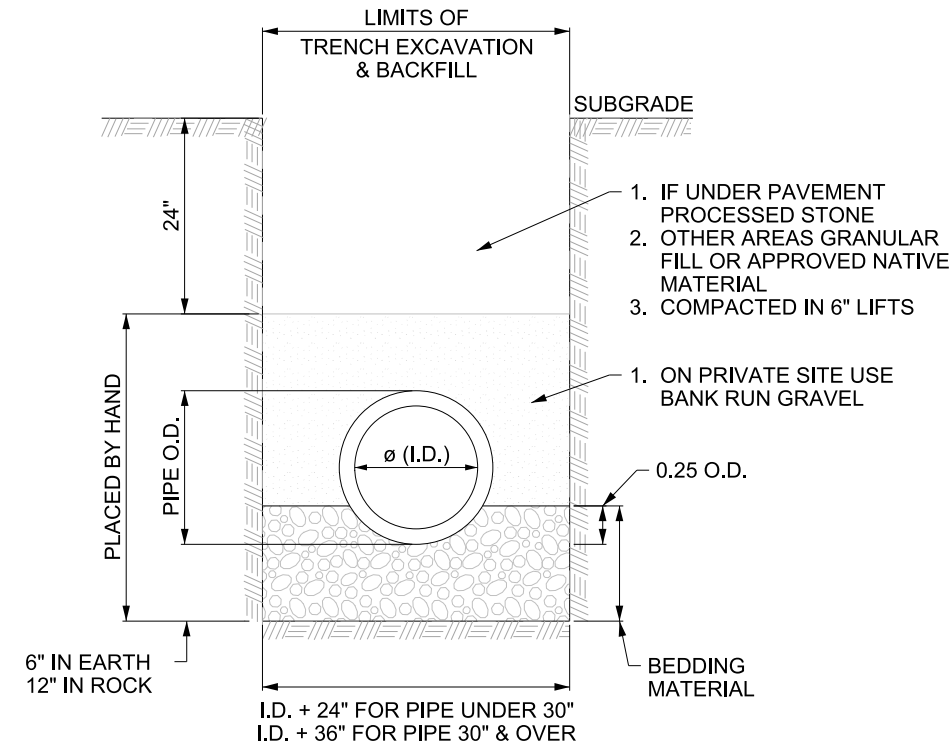 LIMITS OF
TRENCH EXCAVATION
& BACKFILL
SUBGRADE
24"
1. IF UNDER PAVEMENT
PROCESSED STONE
2. OTHER AREAS GRANULAR
FILL OR APPROVED NATIVE
MATERIAL
3. COMPACTED IN 6" LIFTS
PLACED BY HAND
PIPE O.D.
ø (I.D.)
1. ON PRIVATE SITE USE
BANK RUN GRAVEL
0.25 O.D.
6" IN EARTH
12" IN ROCK
BEDDING
MATERIAL
I.D. + 24" FOR PIPE UNDER 30"
I.D. + 36" FOR PIPE 30" & OVER